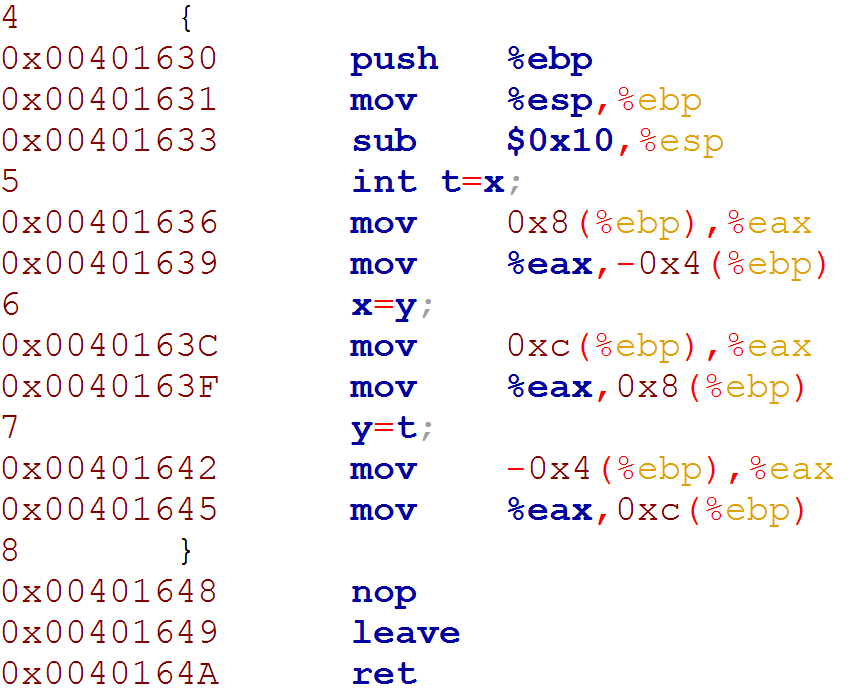 4        {
0x00401630        push   %ebp
0x00401631        mov    %esp,%ebp
0x00401633        sub    $0x10,%esp
5                 int t=x;
0x00401636        mov    0x8(%ebp),%eax
0x00401639        mov    %eax,-0x4(%ebp)
6                 x=y;
0x0040163C        mov    0xc(%ebp),%eax
0x0040163F        mov    %eax,0x8(%ebp)
7                 y=t;
0x00401642        mov    -0x4(%ebp),%eax
0x00401645        mov    %eax,0xc(%ebp)
8        }
0x00401648        nop
0x00401649        leave
0x0040164A        ret